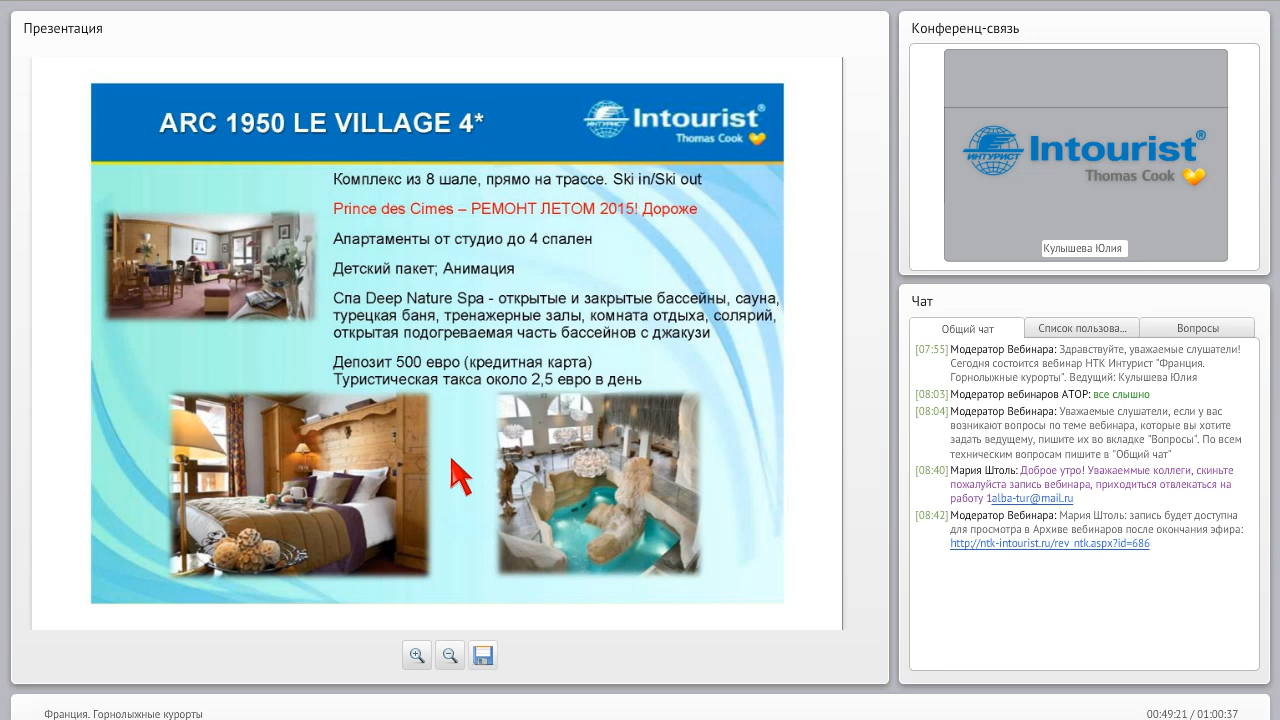 Презентация
ARC 1950 LE VILLAGE 4*
ИНТУРИСТ
Intourist®
Thomas Cook
Комплекс из 8 шале, прямо на трассе. Ski in/Ski out
Prince des Cimes – РЕМОНТ ЛЕТОМ 2015! Дороже
Апартаменты от студио до 4 спален
Детский пакет; Анимация
Спа Deep Nature Spa - открытые и закрытые бассейны, сауна,
турецкая баня, тренажерные залы, комната отдыха, солярий,
открытая подогреваемая часть бассейнов с джакузи
Депозит 500 евро (кредитная карта)
Туристическая такса около 2,5 евро в день
Конференц-связь
ИНТУРИСТ
Intourist®
Thomas Cook
Кулышева Юлия
Чат
Общий чат
Список пользова...
Вопросы
[07:55] Модератор Вебинара: Здравствуйте, уважаемые слушатели!
Сегодня состоится вебинар НТК Интурист "Франция.
Горнолыжные курорты". Ведущий: Кулышева Юлия
[08:03] Модератор вебинаров АТОР: все слышно
[08:04] Модератор Вебинара: Уважаемые слушатели, если у вас
возникают вопросы по теме вебинара, которые вы хотите
задать ведущему, пишите их во вкладке "Вопросы". По всем
техническим вопросам пишите в "Общий чат"
[08:40] Мария Штоль: Доброе утро! Уважаеммые коллеги, скиньте
пожалуйста запись вебинара, приходиться отвлекаться на
работу 1alba-tur@mail.ru
[08:42] Модератор Вебинара: Мария Штоль: запись будет доступна
для просмотра в Архиве вебинаров после окончания эфира:
http://ntk-intourist.ru/rev_ntk.aspx?id=686
Франция. Горнолыжные курорты
00:49:21 / 01:00:37